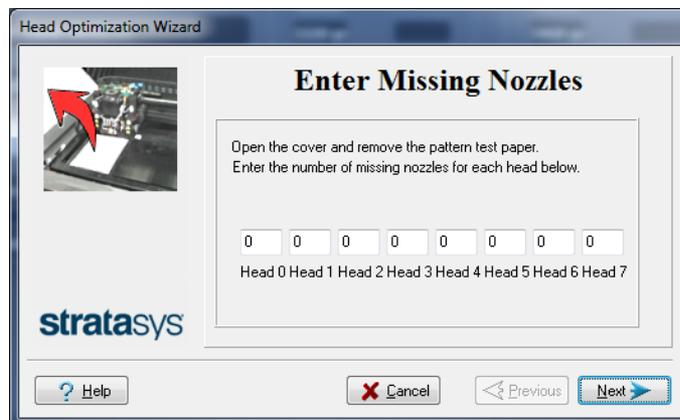 Head Optimization Wizard
Enter Missing Nozzles
Open the cover and remove the pattern test paper.
Enter the number of missing nozzles for each head below.
0 0 0 0 0 0 0 0
Head 0 Head 1 Head 2 Head 3 Head 4 Head 5 Head 6 Head 7
stratasys
? Help Cancel Previous Next